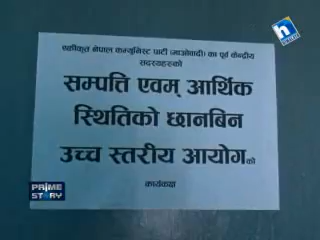 एकीकृत नेपाल कम्युनिस्ट पार्टी (माओवादी) का पूर्व केन्द्रीय
सदस्यहरुको
सम्पत्ति एवम् आर्थिक
स्थितिको छानबिन
उच्च स्तरीय आयोगको
कार्यकक्ष
PRIME
STORY